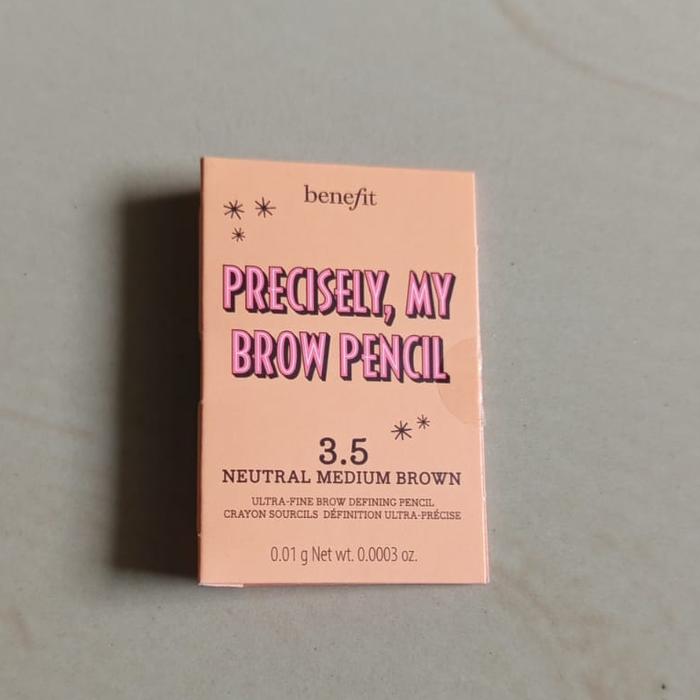 benefit
PRECISELY, MY
BROW PENCIL
3.5
NEUTRAL MEDIUM BROWN
ULTRA-FINE BROW DEFINING PENCIL
CRAYON SOURCILS DÉFINITION ULTRA-PRÉCISE
0.01 g Net wt. 0.0003 oz.